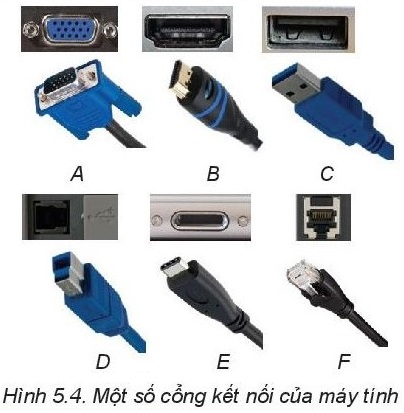 A B C
D E F
Hình 5.4. Một số cổng kết nối của máy tính